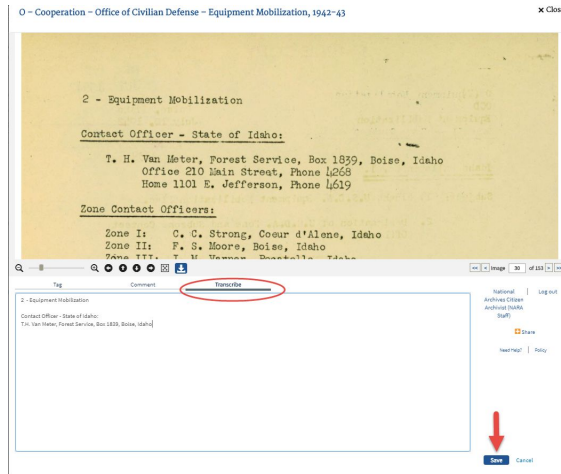 O – Cooperation – Office of Civilian Defense – Equipment Mobilization, 1942-43
✕ Clos
2 - Equipment Mobilization
Contact Officer - State of Idaho:
T. H. Van Meter, Forest Service, Box 1839, Boise, Idaho
Office 210 Main Street, Phone 4268
Home 1101 E. Jefferson, Phone 4619
Zone Contact Officers:
Zone I: C. C. Strong, Coeur d'Alene, Idaho
Zone II: F. S. Moore, Boise, Idaho
Zone III: Idaho
<< < Image 30 of 193 > >>
Tag Comment Transcribe
2 - Equipment Mobilization
Contact Officer - State of Idaho:
T.H. Van Meter, Forest Service, Box 1839, Boise, Idaho
National Archives Citizen Archivist [NARA Staff]
Log out
Share
Need Help? Policy
Save Cancel